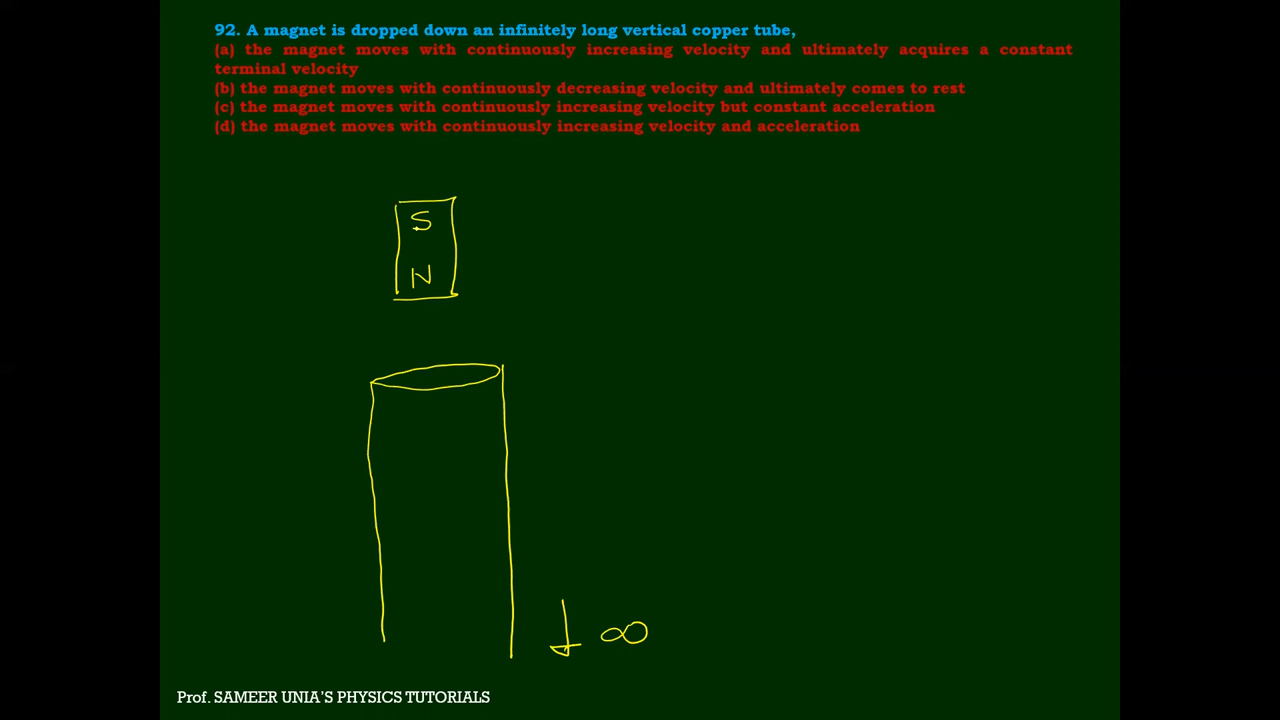 92. A magnet is dropped down an infinitely long vertical copper tube,
(a) the magnet moves with continuously increasing velocity and ultimately acquires a constant
terminal velocity
(b) the magnet moves with continuously decreasing velocity and ultimately comes to rest
(c) the magnet moves with continuously increasing velocity but constant acceleration
(d) the magnet moves with continuously increasing velocity and acceleration
S
N
∞
Prof. SAMEER UNIA'S PHYSICS TUTORIALS